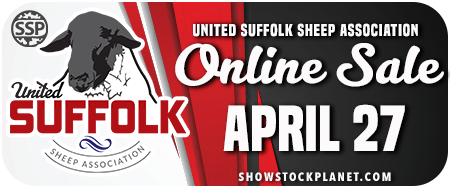 SSP
United
SUFFOLK
SHEEP ASSOCIATION
UNITED SUFFOLK SHEEP ASSOCIATION
Online Sale
APRIL 27
SHOWSTOCKPLANET.COM